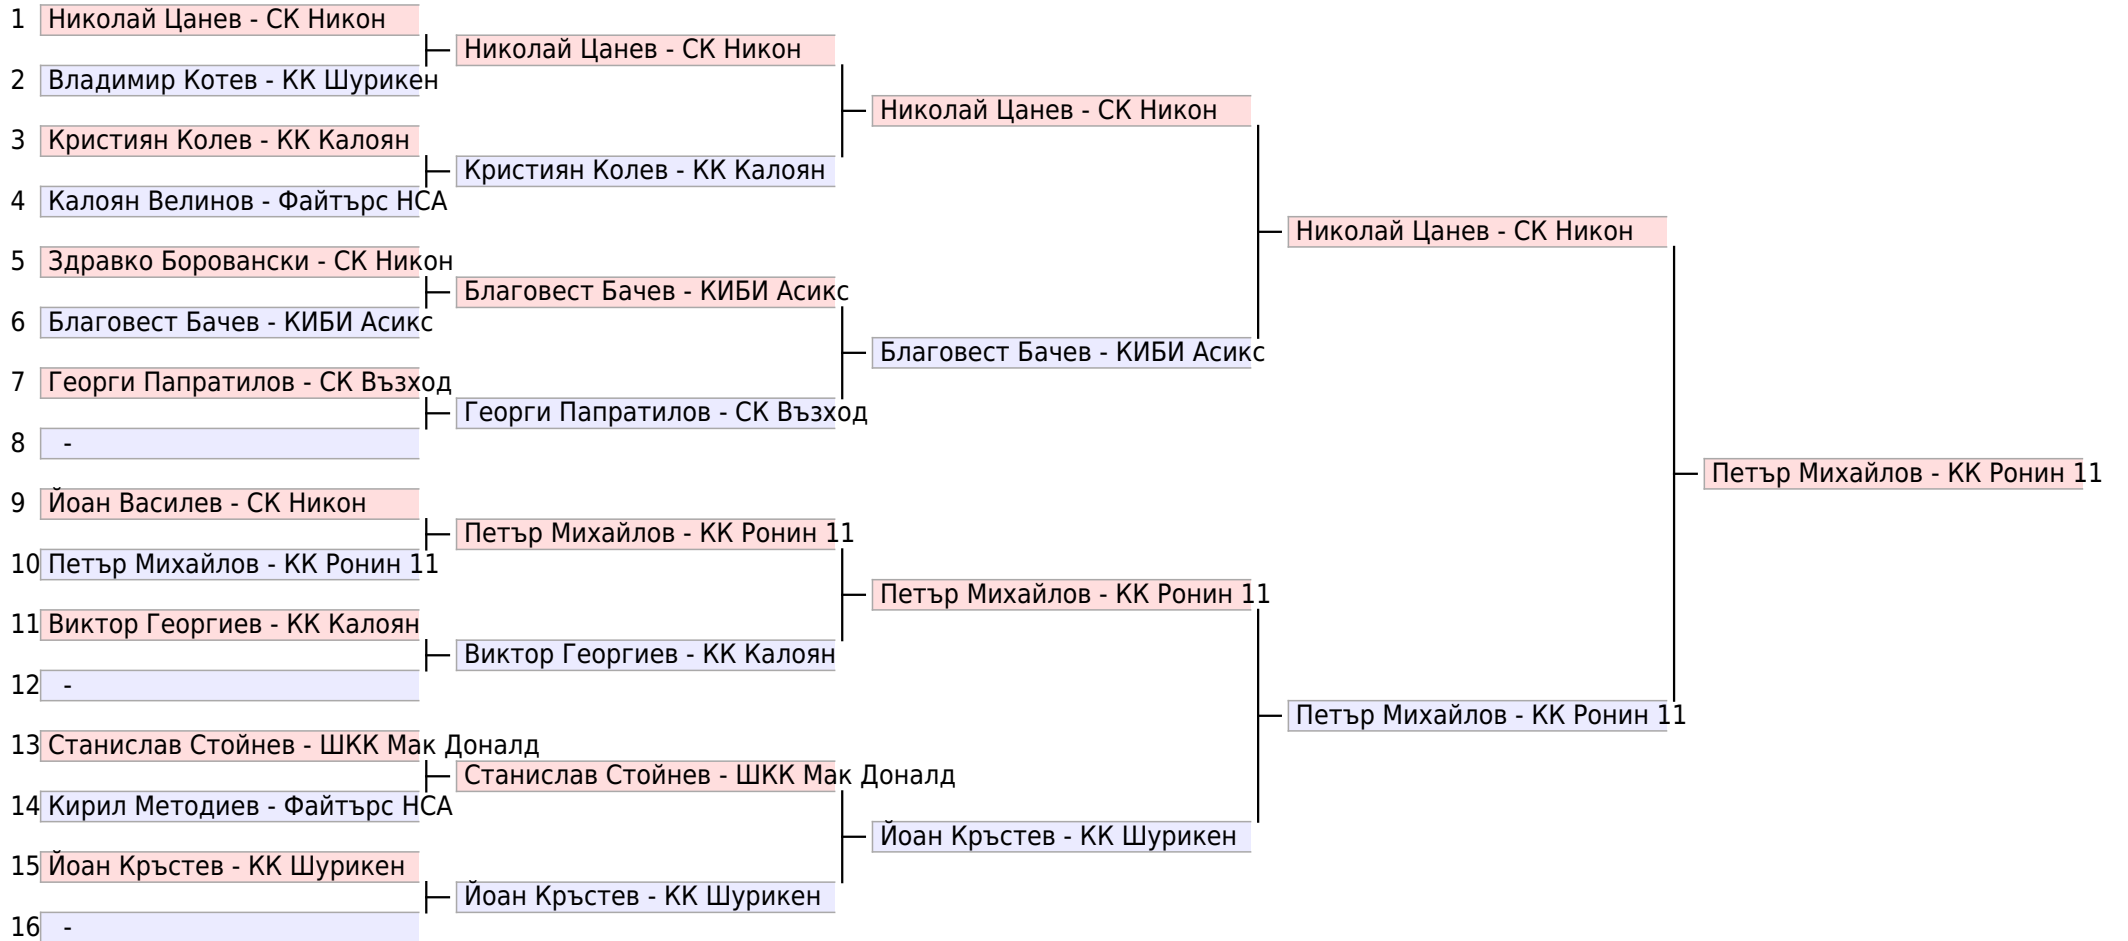 1 Николай Цанев - СК Никон
2 Владимир Котев - КК Шурикен
3 Кристиян Колев - КК Калоян
4 Калоян Велинов - Файтърс НСА
5 Здравко Боровански - СК Никон
6 Благовест Бачев - КИБИ Асикс
7 Георги Папратилов - СК Възход
8 -
9 Йоан Василев - СК Никон
10 Петър Михайлов - КК Ронин 11
11 Виктор Георгиев - КК Калоян
12 -
13 Станислав Стойнев - ШКК Мак Доналд
14 Кирил Методиев - Файтърс НСА
15 Йоан Кръстев - КК Шурикен
16 -
Николай Цанев - СК Никон
Кристиян Колев - КК Калоян
Благовест Бачев - КИБИ Асикс
Георги Папратилов - СК Възход
Петър Михайлов - КК Ронин 11
Виктор Георгиев - КК Калоян
Станислав Стойнев - ШКК Мак Доналд
Йоан Кръстев - КК Шурикен
Николай Цанев - СК Никон
Благовест Бачев - КИБИ Асикс
Петър Михайлов - КК Ронин 11
Йоан Кръстев - КК Шурикен
Николай Цанев - СК Никон
Петър Михайлов - КК Ронин 11
Петър Михайлов - КК Ронин 11